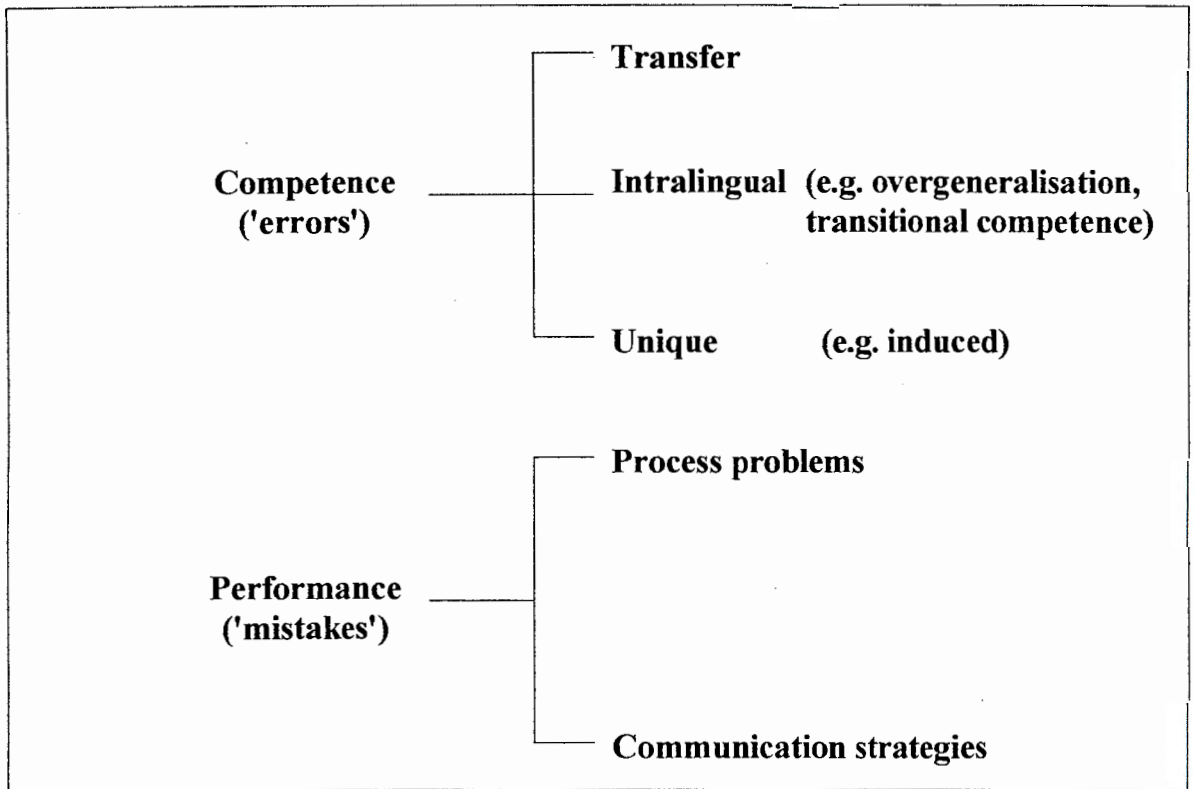 Transfer
Competence
('errors')
Intralingual (e.g. overgeneralisation,
transitional competence)
Unique (e.g. induced)
Process problems
Performance
('mistakes')
Communication strategies